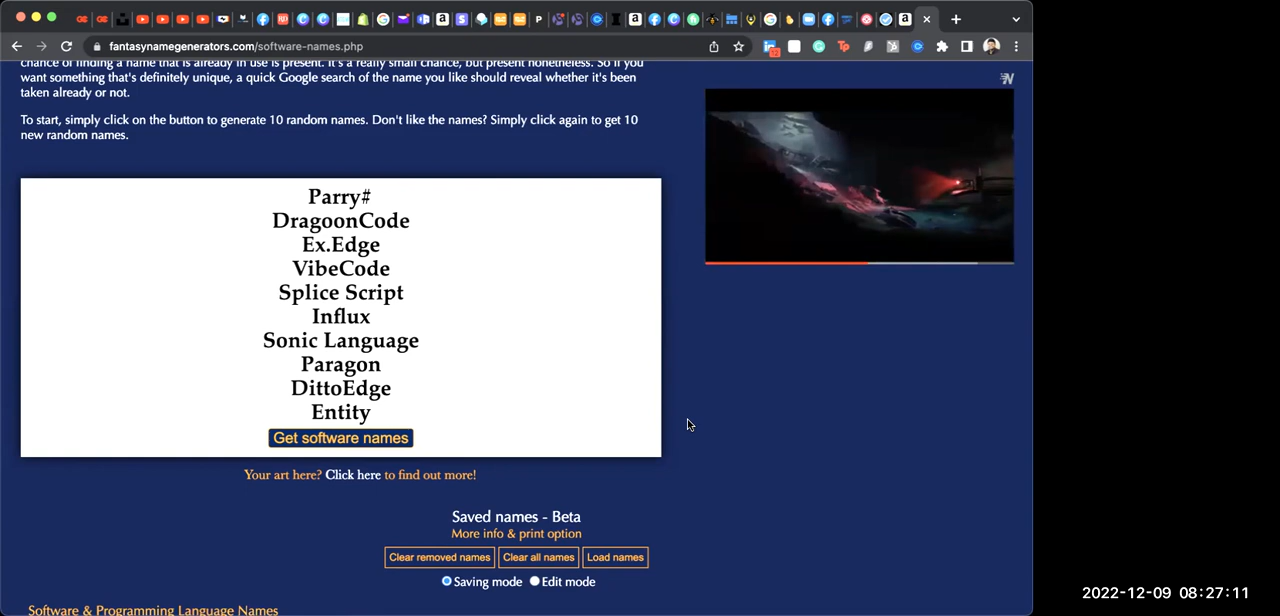 fantasynamegenerators.com/software-names.php
chance of finding a name that is already in use is present. It's a really small chance, but present nonetheless. So if you
want something that's definitely unique, a quick Google search of the name you like should reveal whether it's been
taken already or not.
To start, simply click on the button to generate 10 random names. Don't like the names? Simply click again to get 10
new random names.
Parry#
DragoonCode
Ex.Edge
VibeCode
Splice Script
Influx
Sonic Language
Paragon
DittoEdge
Entity
Get software names
Your art here? Click here to find out more!
Saved names - Beta
More info & print option
Clear removed names Clear all names Load names
Saving mode Edit mode
Software & Programming Language Names
2022-12-09 08:27:11